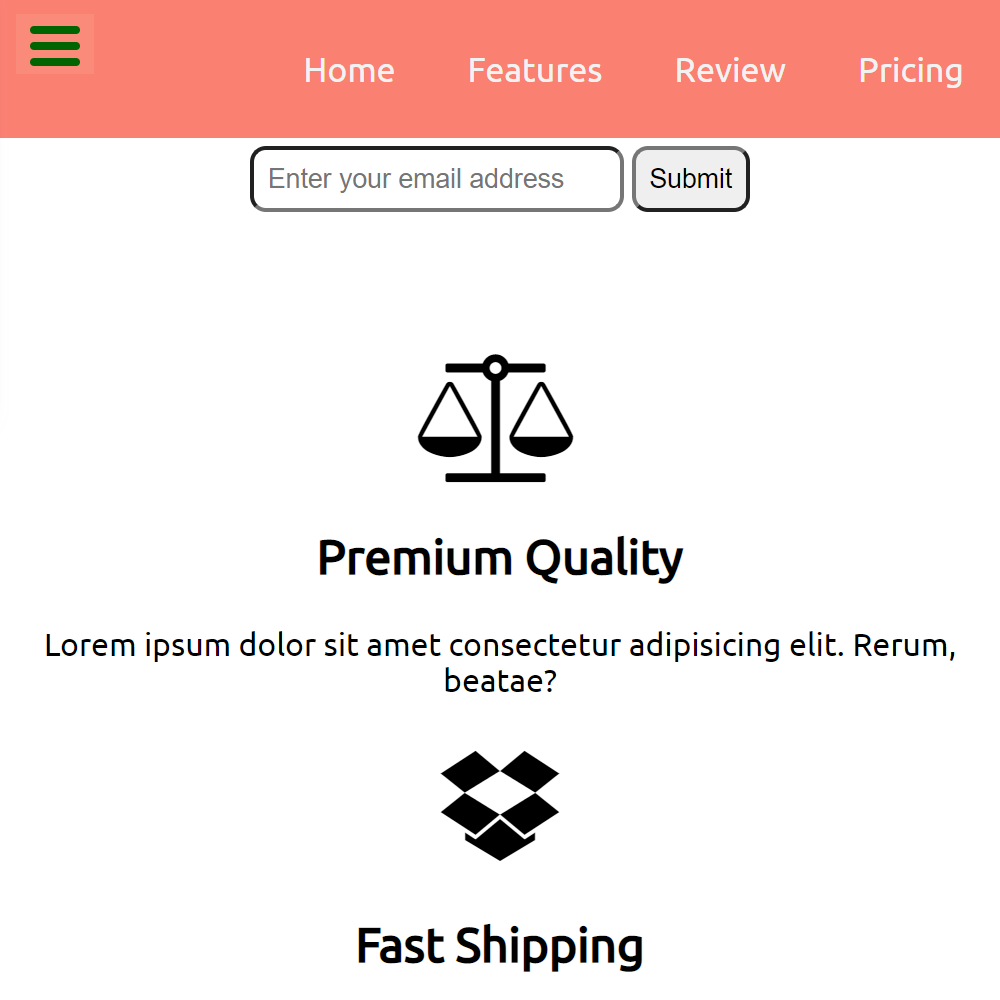 Home Features Review Pricing
Enter your email address Submit
Premium Quality
Lorem ipsum dolor sit amet consectetur adipisicing elit. Rerum,
beatae?
Fast Shipping